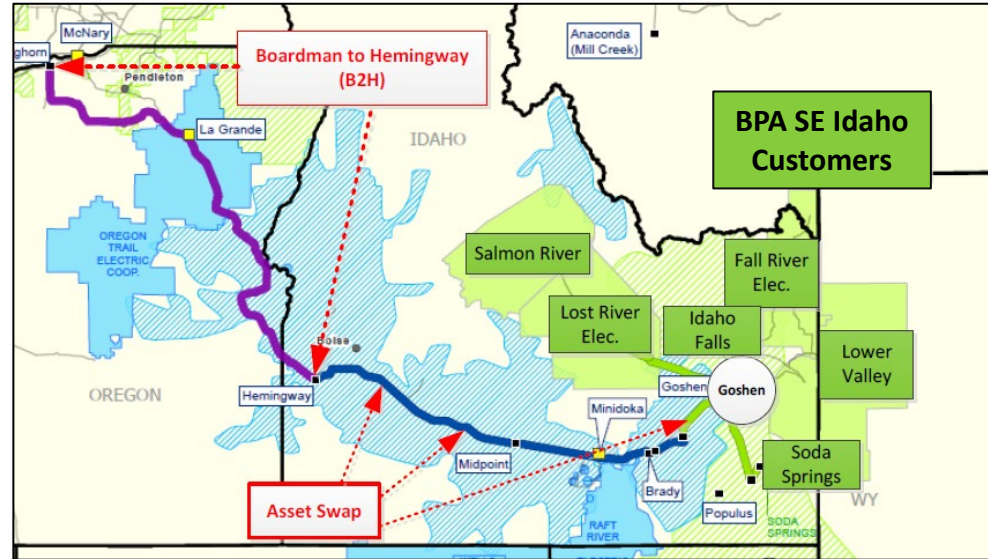 McNary
ghorn
Pendleton
La Grande
Boardman to Hemingway
(B2H)
Anaconda
(Mill Creek)
IDAHO
BPA SE Idaho
Customers
OREGON
TRAIL
ELECTRIC
COOP.
Salmon River
Fall River
Elec.
Lost River
Elec.
Idaho
Falls
Lower
Valley
Boise
OREGON
Hemingway
Goshen
Goshen
Minidoka
Midpoint
Brady
Soda
Springs
Asset Swap
Populus
WY
RAFT
RIVER
SODA
SPRINGS